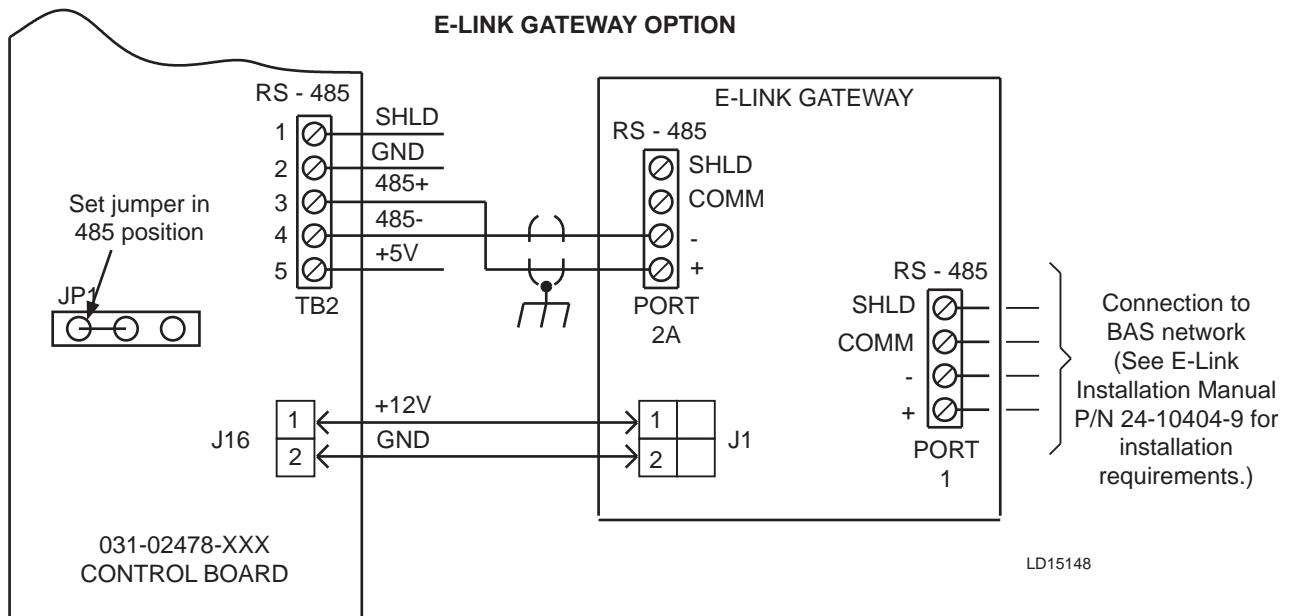 E-LINK GATEWAY OPTION
RS - 485
1
SHLD
2
GND
3
485+
4
485-
5
+5V
TB2
Set jumper in
485 position
JP1
J16
1
+12V
2
GND
031-02478-XXX
CONTROL BOARD
E-LINK GATEWAY
RS - 485
SHLD
COMM
-
+
PORT
2A
1
2
J1
RS - 485
SHLD
COMM
-
+
PORT
1
Connection to
BAS network
(See E-Link
Installation Manual
P/N 24-10404-9 for
installation
requirements.)
LD15148